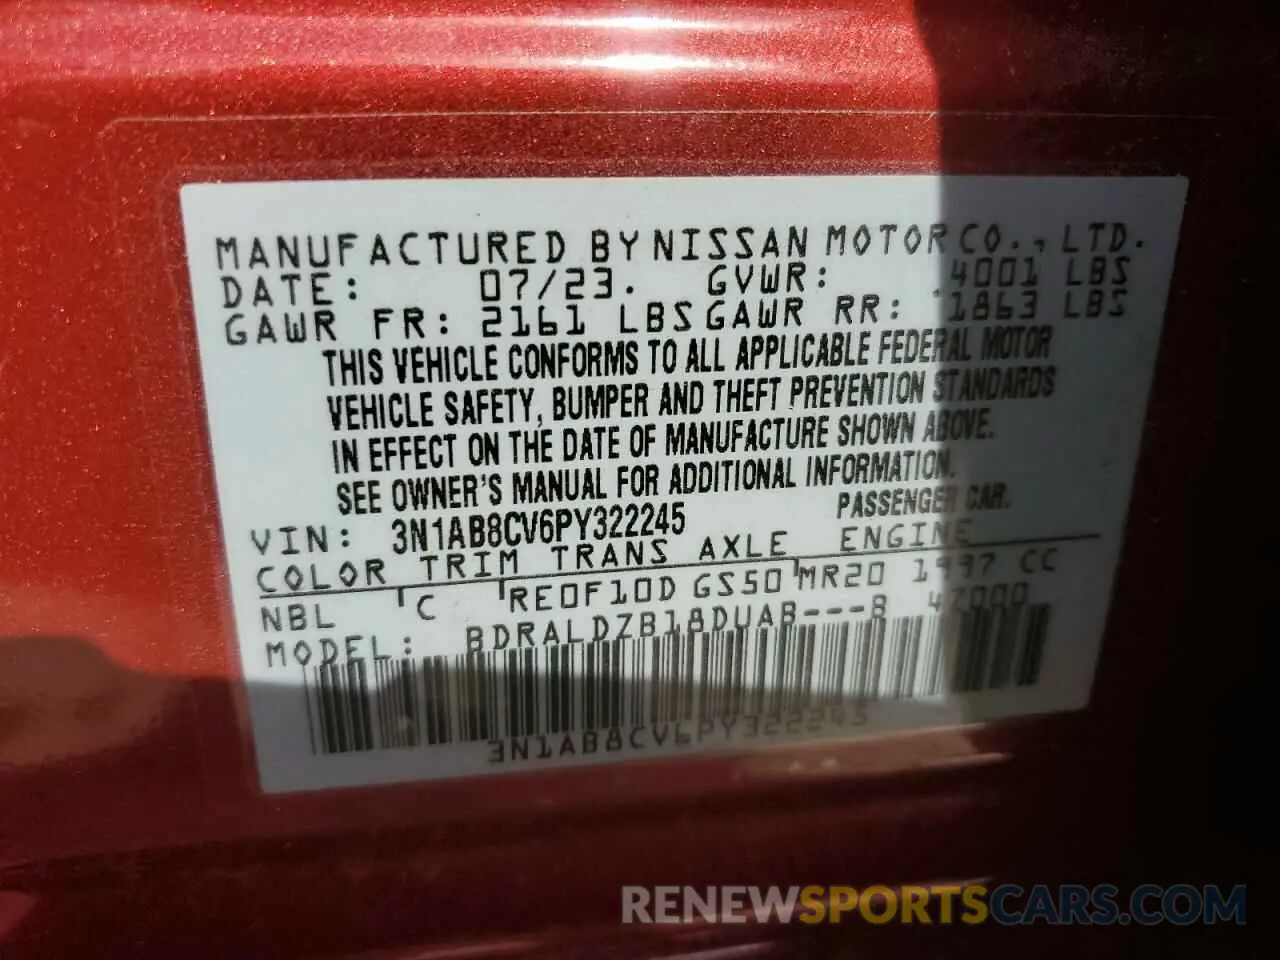 MANUFACTURED BY NISSAN MOTOR CO., LTD.
DATE: 07/23. GVWR: 4001 LBS
GAWR FR: 2161 LBS GAWR RR: 1863 LBS
THIS VEHICLE CONFORMS TO ALL APPLICABLE FEDERAL MOTOR
VEHICLE SAFETY, BUMPER AND THEFT PREVENTION STANDARDS
IN EFFECT ON THE DATE OF MANUFACTURE SHOWN ABOVE.
SEE OWNER'S MANUAL FOR ADDITIONAL INFORMATION.
VIN: 3N1AB8CV6PY322245 PASSENGER CAR.
COLOR TRIM TRANS AXLE ENGINE
NBL C RE0F10D GS50 MR20 1997 CC
MODEL: BDRALDZB18DUAB---B 47000
3N1AB8CV6PY322245
RENEWSPORTSCARS.COM